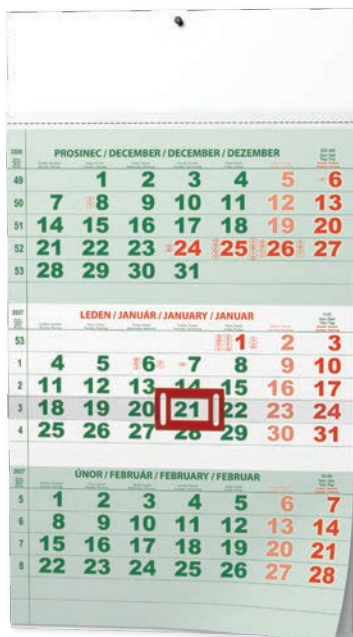 2026 PROSINEC / DECEMBER / DECEMBER / DEZEMBER
49 1 2 3 4 5 6
50 7 8 9 10 11 12 13
51 14 15 16 17 18 19 20
52 21 22 23 24 25 26 27
53 28 29 30 31
2027 LEDEN / JANUÁR / JANUARY / JANUAR
53 1 2 3
1 4 5 6 7 8 9 10
2 11 12 13 14 15 16 17
3 18 19 20 21 22 23 24
4 25 26 27 28 29 30 31
2027 ÚNOR / FEBRUÁR / FEBRUARY / FEBRUAR
5 1 2 3 4 5 6 7
6 8 9 10 11 12 13 14
7 15 16 17 18 19 20 21
8 22 23 24 25 26 27 28